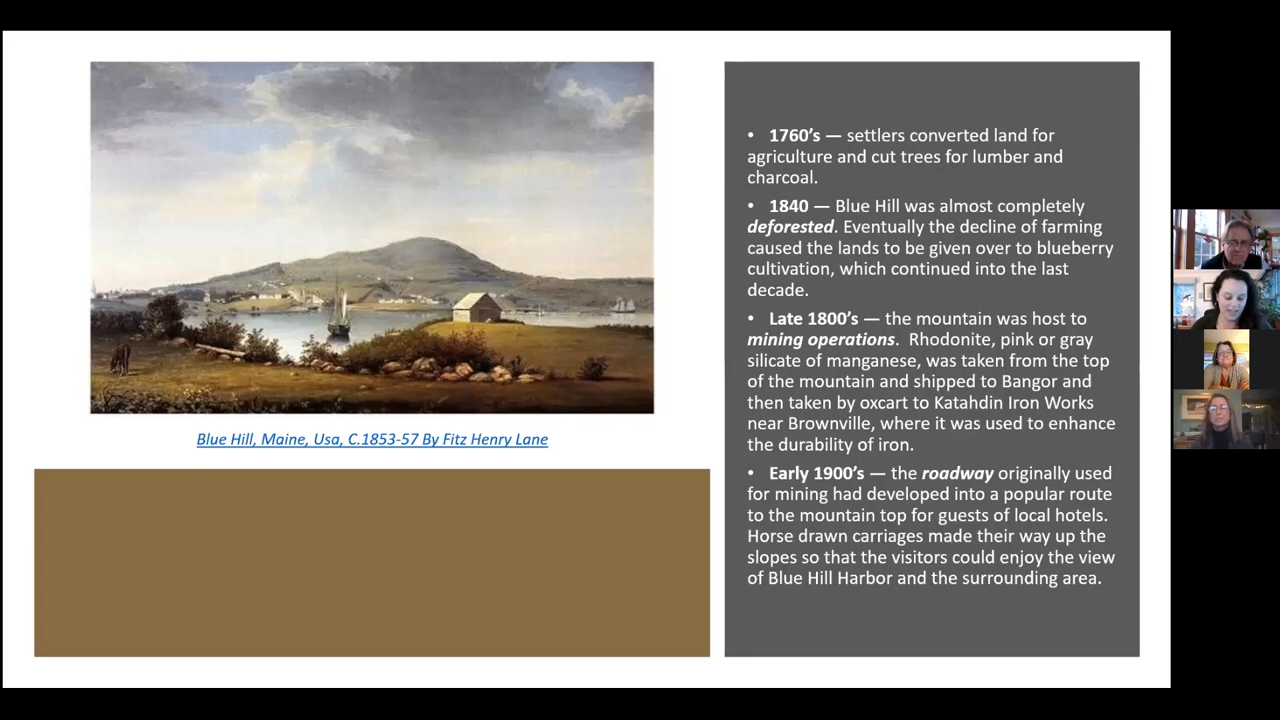 Blue Hill, Maine, Usa, C.1853-57 By Fitz Henry Lane
• 1760’s — settlers converted land for
agriculture and cut trees for lumber and
charcoal.
• 1840 — Blue Hill was almost completely
deforested. Eventually the decline of farming
caused the lands to be given over to blueberry
cultivation, which continued into the last
decade.
• Late 1800’s — the mountain was host to
mining operations.  Rhodonite, pink or gray
silicate of manganese, was taken from the top
of the mountain and shipped to Bangor and
then taken by oxcart to Katahdin Iron Works
near Brownville, where it was used to enhance
the durability of iron.
• Early 1900’s — the roadway originally used
for mining had developed into a popular route
to the mountain top for guests of local hotels.
Horse drawn carriages made their way up the
slopes so that the visitors could enjoy the view
of Blue Hill Harbor and the surrounding area.